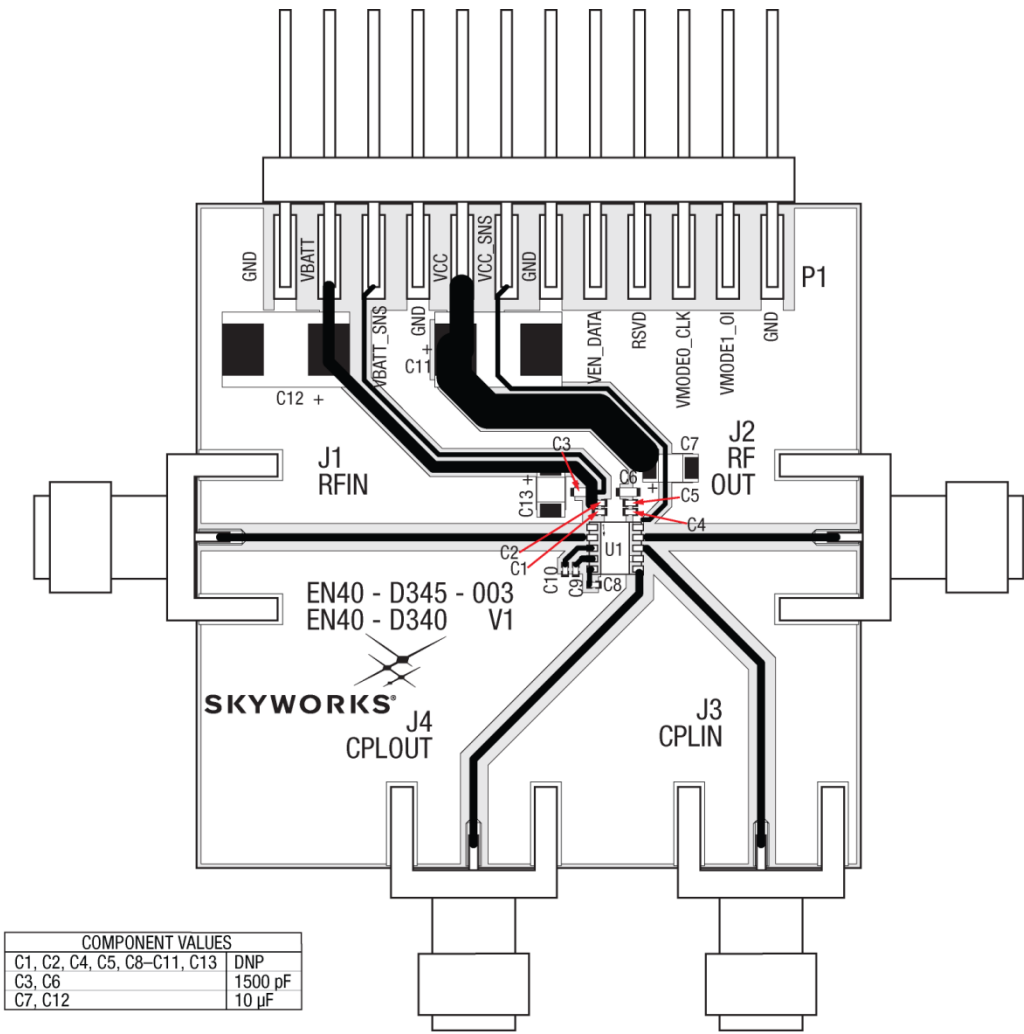 GND
VBATT
VBATT_SNS
GND
VCC
VCC_SNS
GND
VEN_DATA
RSVD
VMODE0_CLK
VMODE1_OI
GND
P1
C12 +
+
C11
J1
RFIN
C3
C13 +
C6
+
C7
J2
RF
OUT
C5
C4
C2
C1
U1
C10
C9
C8
EN40 - D345 - 003
EN40 - D340 V1
SKYWORKS®
J4
CPLOUT
J3
CPLIN
COMPONENT VALUES
C1, C2, C4, C5, C8–C11, C13 DNP
C3, C6 1500 pF
C7, C12 10 µF